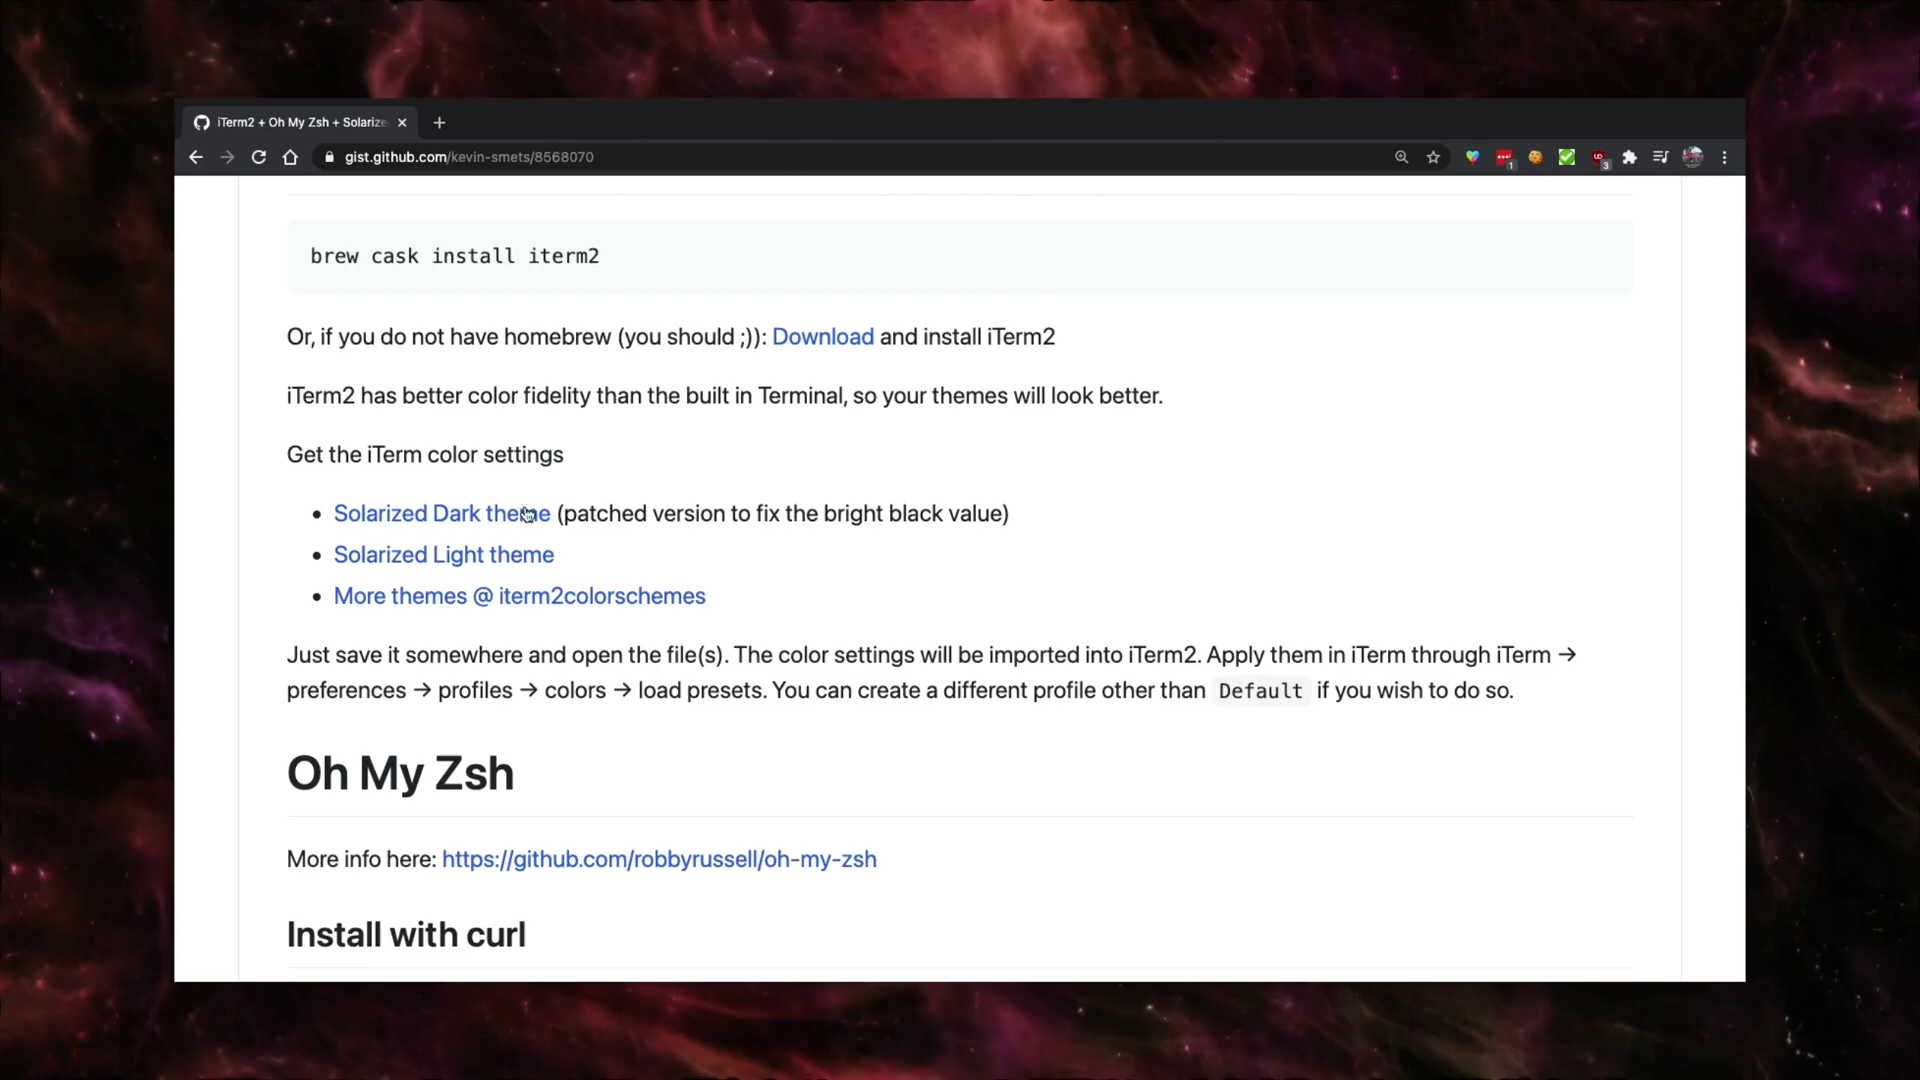 iTerm2 + Oh My Zsh + Solarize
gist.github.com/kevin-smets/8568070
1
3
brew cask install iterm2
Or, if you do not have homebrew (you should ;)): Download and install iTerm2
iTerm2 has better color fidelity than the built in Terminal, so your themes will look better.
Get the iTerm color settings
• Solarized Dark theme (patched version to fix the bright black value)
• Solarized Light theme
• More themes @ iterm2colorschemes
Just save it somewhere and open the file(s). The color settings will be imported into iTerm2. Apply them in iTerm through iTerm →
preferences → profiles → colors → load presets. You can create a different profile other than Default if you wish to do so.
Oh My Zsh
More info here: https://github.com/robbyrussell/oh-my-zsh
Install with curl